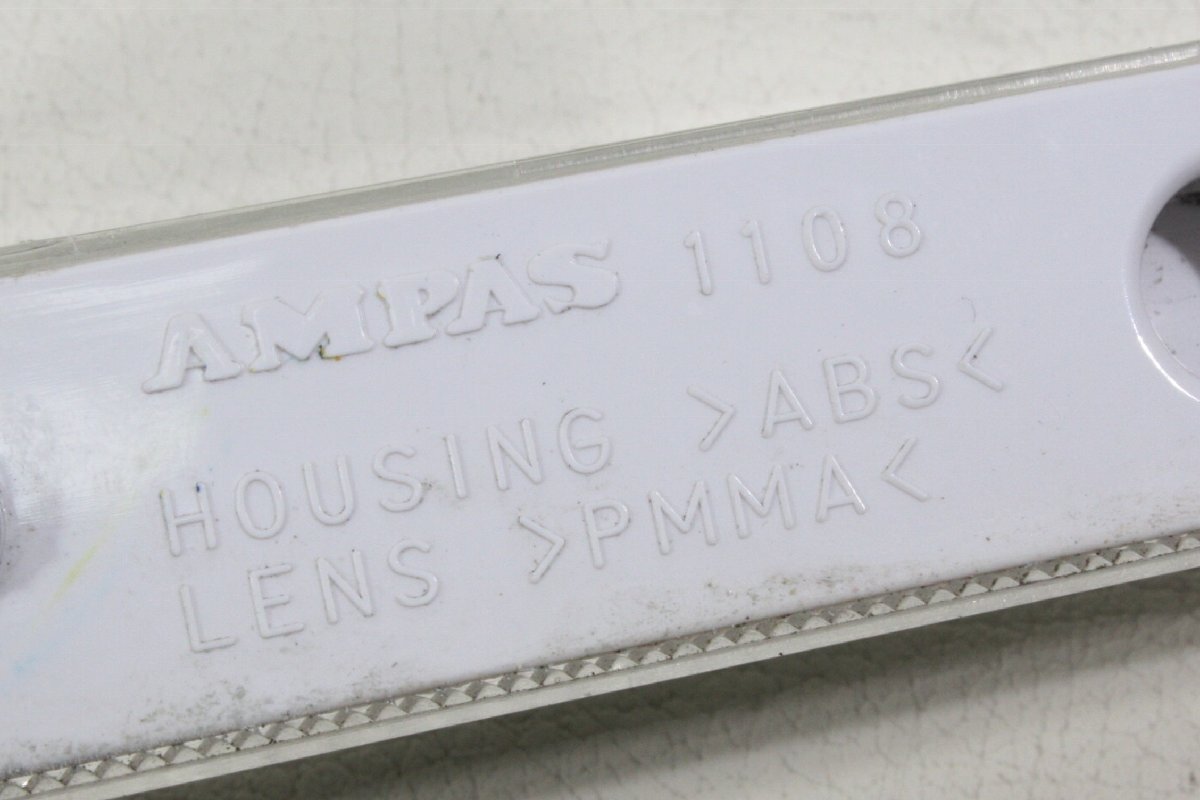 AMPAS 1108
HOUSING >ABS<
LENS >PMMA<